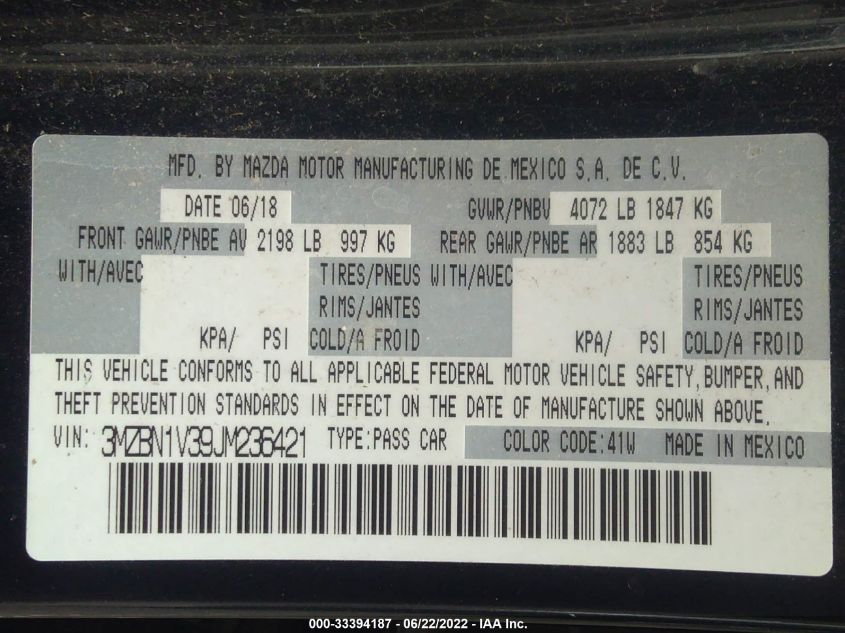 MFD. BY MAZDA MOTOR MANUFACTURING DE MEXICO S.A. DE C.V.
DATE 06/18 GVWR/PNBV 4072 LB 1847 KG
FRONT GAWR/PNBE AV 2198 LB 997 KG REAR GAWR/PNBE AR 1883 LB 854 KG
WITH/AVEC TIRES/PNEUS WITH/AVEC TIRES/PNEUS
RIMS/JANTES RIMS/JANTES
KPA/ PSI COLD/A FROID KPA/ PSI COLD/A FROID
THIS VEHICLE CONFORMS TO ALL APPLICABLE FEDERAL MOTOR VEHICLE SAFETY, BUMPER, AND
THEFT PREVENTION STANDARDS IN EFFECT ON THE DATE OF MANUFACTURE SHOWN ABOVE.
VIN: 3MZBN1V39JM236421 TYPE:PASS CAR COLOR CODE:41W MADE IN MEXICO
000-33394187 - 06/22/2022 - IAA Inc.